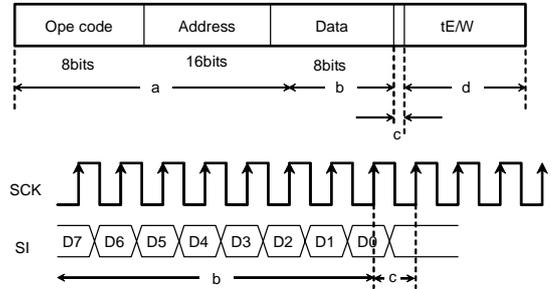 Ope code Address Data tE/W
8bits 16bits 8bits
a b d
c
SCK
SI D7 D6 D5 D4 D3 D2 D1 D0
b c